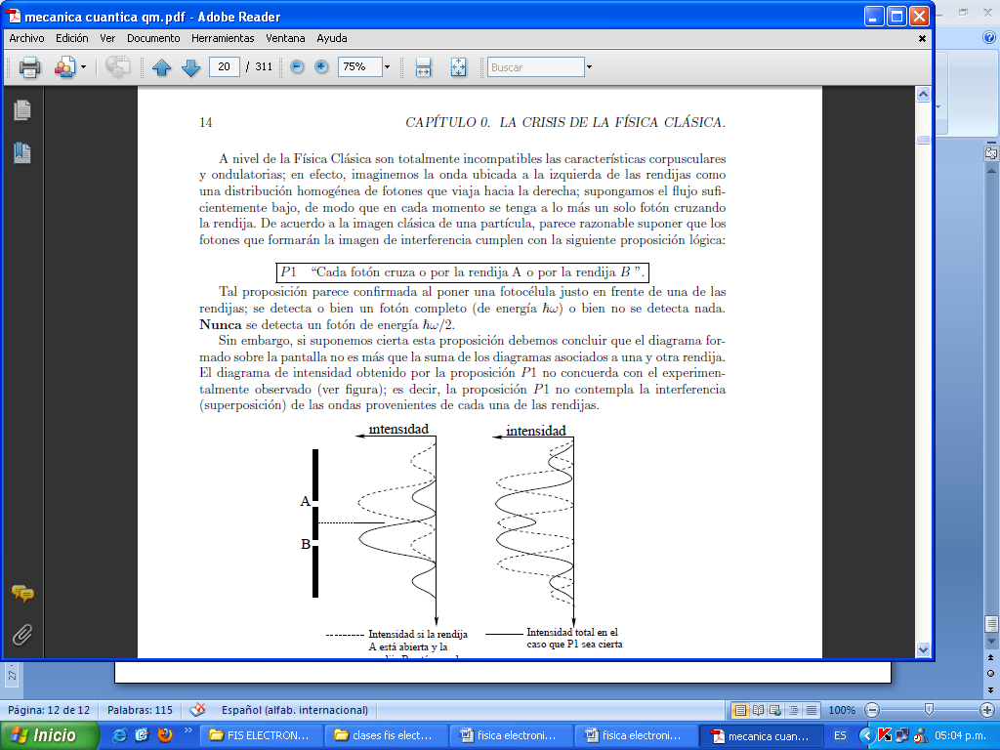 mecanica cuantica qm.pdf - Adobe Reader
Archivo Edición Ver Documento Herramientas Ventana Ayuda
20 / 311 75% Buscar
14 CAPÍTULO 0. LA CRISIS DE LA FÍSICA CLÁSICA.
A nivel de la Física Clásica son totalmente incompatibles las características corpusculares
y ondulatorias; en efecto, imaginemos la onda ubicada a la izquierda de las rendijas como
una distribución homogénea de fotones que viaja hacia la derecha; supongamos el flujo sufi-
cientemente bajo, de modo que en cada momento se tenga a lo más un solo fotón cruzando
la rendija. De acuerdo a la imagen clásica de una partícula, parece razonable suponer que los
fotones que formarán la imagen de interferencia cumplen con la siguiente proposición lógica:
P1 “Cada fotón cruza o por la rendija A o por la rendija B ”.
Tal proposición parece confirmada al poner una fotocélula justo en frente de una de las
rendijas; se detecta o bien un fotón completo (de energía ħω) o bien no se detecta nada.
Nunca se detecta un fotón de energía ħω/2.
Sin embargo, si suponemos cierta esta proposición debemos concluir que el diagrama for-
mado sobre la pantalla no es más que la suma de los diagramas asociados a una y otra rendija.
El diagrama de intensidad obtenido por la proposición P1 no concuerda con el experimen-
talmente observado (ver figura); es decir, la proposición P1 no contempla la interferencia
(superposición) de las ondas provenientes de cada una de las rendijas.
intensidad intensidad
A
B
Intensidad si la rendija
A está abierta y la
Intensidad total en el
caso que P1 sea cierta
27
Página: 12 de 12 Palabras: 115 Español (alfab. internacional) 100%
Inicio FIS ELECTRON... clases fis elect... fisica electroni... fisica electroni... mecanica cuan... ES 05:04 p.m.